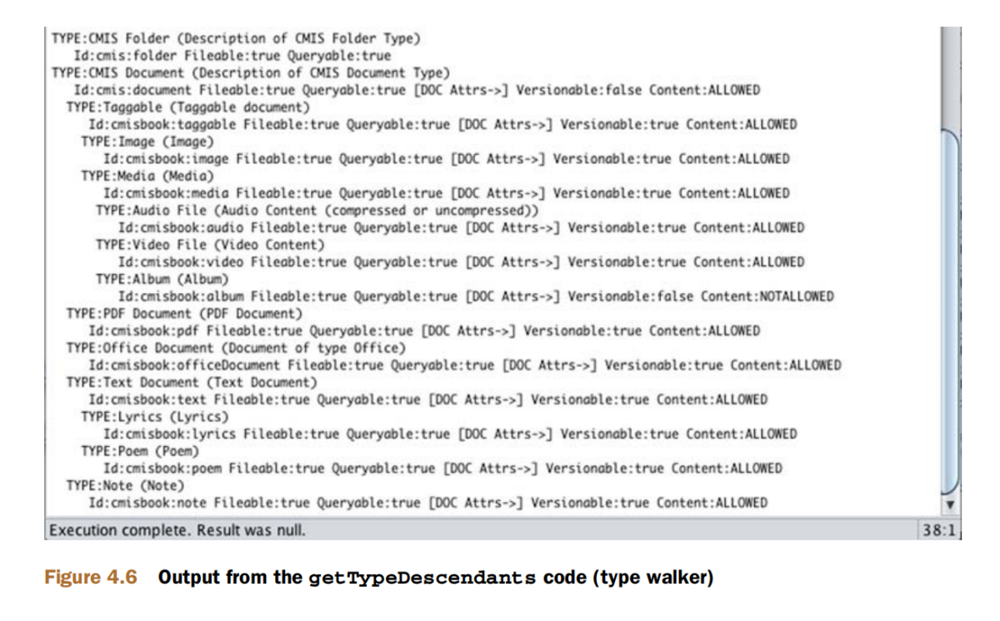 TYPE:CMIS Folder (Description of CMIS Folder Type)
Id:cmis:folder Fileable:true Queryable:true
TYPE:CMIS Document (Description of CMIS Document Type)
Id:cmis:document Fileable:true Queryable:true [DOC Attrs->] Versionable:false Content:ALLOWED
TYPE:Taggable (Taggable document)
Id:cmisbook:taggable Fileable:true Queryable:true [DOC Attrs->] Versionable:true Content:ALLOWED
TYPE:Image (Image)
Id:cmisbook:image Fileable:true Queryable:true [DOC Attrs->] Versionable:true Content:ALLOWED
TYPE:Media (Media)
Id:cmisbook:media Fileable:true Queryable:true [DOC Attrs->] Versionable:true Content:ALLOWED
TYPE:Audio File (Audio Content (compressed or uncompressed))
Id:cmisbook:audio Fileable:true Queryable:true [DOC Attrs->] Versionable:true Content:ALLOWED
TYPE:Video File (Video Content)
Id:cmisbook:video Fileable:true Queryable:true [DOC Attrs->] Versionable:true Content:ALLOWED
TYPE:Album (Album)
Id:cmisbook:album Fileable:true Queryable:true [DOC Attrs->] Versionable:false Content:NOTALLOWED
TYPE:PDF Document (PDF Document)
Id:cmisbook:pdf Fileable:true Queryable:true [DOC Attrs->] Versionable:true Content:ALLOWED
TYPE:Office Document (Document of type Office)
Id:cmisbook:officeDocument Fileable:true Queryable:true [DOC Attrs->] Versionable:true Content:ALLOWED
TYPE:Text Document (Text Document)
Id:cmisbook:text Fileable:true Queryable:true [DOC Attrs->] Versionable:true Content:ALLOWED
TYPE:Lyrics (Lyrics)
Id:cmisbook:lyrics Fileable:true Queryable:true [DOC Attrs->] Versionable:true Content:ALLOWED
TYPE:Poem (Poem)
Id:cmisbook:poem Fileable:true Queryable:true [DOC Attrs->] Versionable:true Content:ALLOWED
TYPE:Note (Note)
Id:cmisbook:note Fileable:true Queryable:true [DOC Attrs->] Versionable:true Content:ALLOWED
Execution complete. Result was null. 38:1
Figure 4.6 Output from the getTypeDescendants code (type walker)